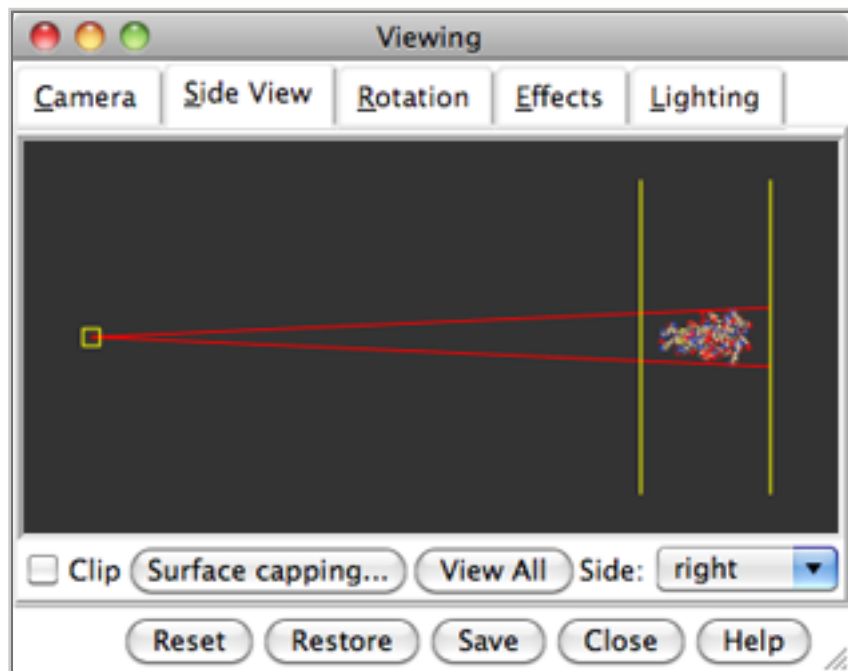 Viewing
Camera Side View Rotation Effects Lighting
Clip Surface capping... View All Side: right
Reset Restore Save Close Help